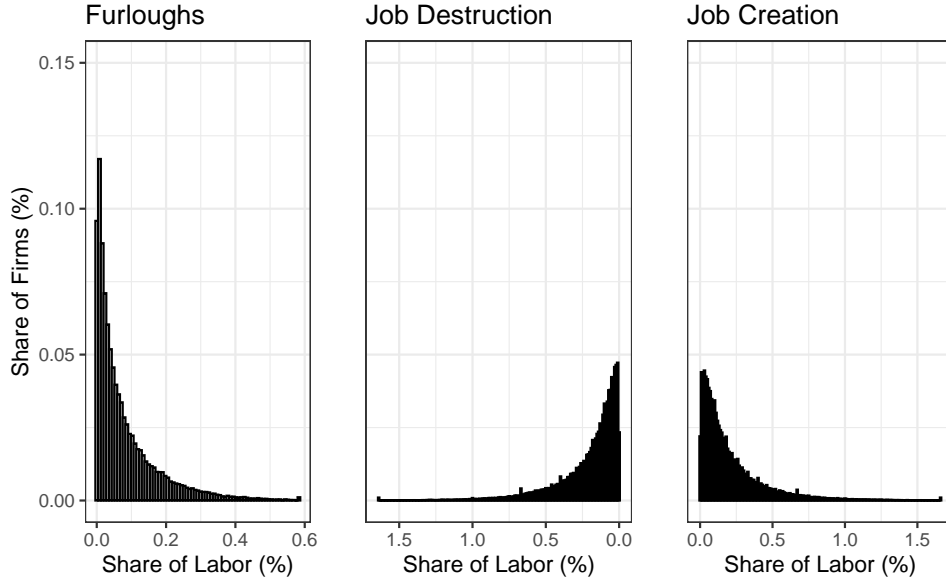 Furloughs
Job Destruction
Job Creation
Share of Firms (%)
0.15
0.10
0.05
0.00
0.0 0.2 0.4 0.6
1.5 1.0 0.5 0.0
0.0 0.5 1.0 1.5
Share of Labor (%)
Share of Labor (%)
Share of Labor (%)